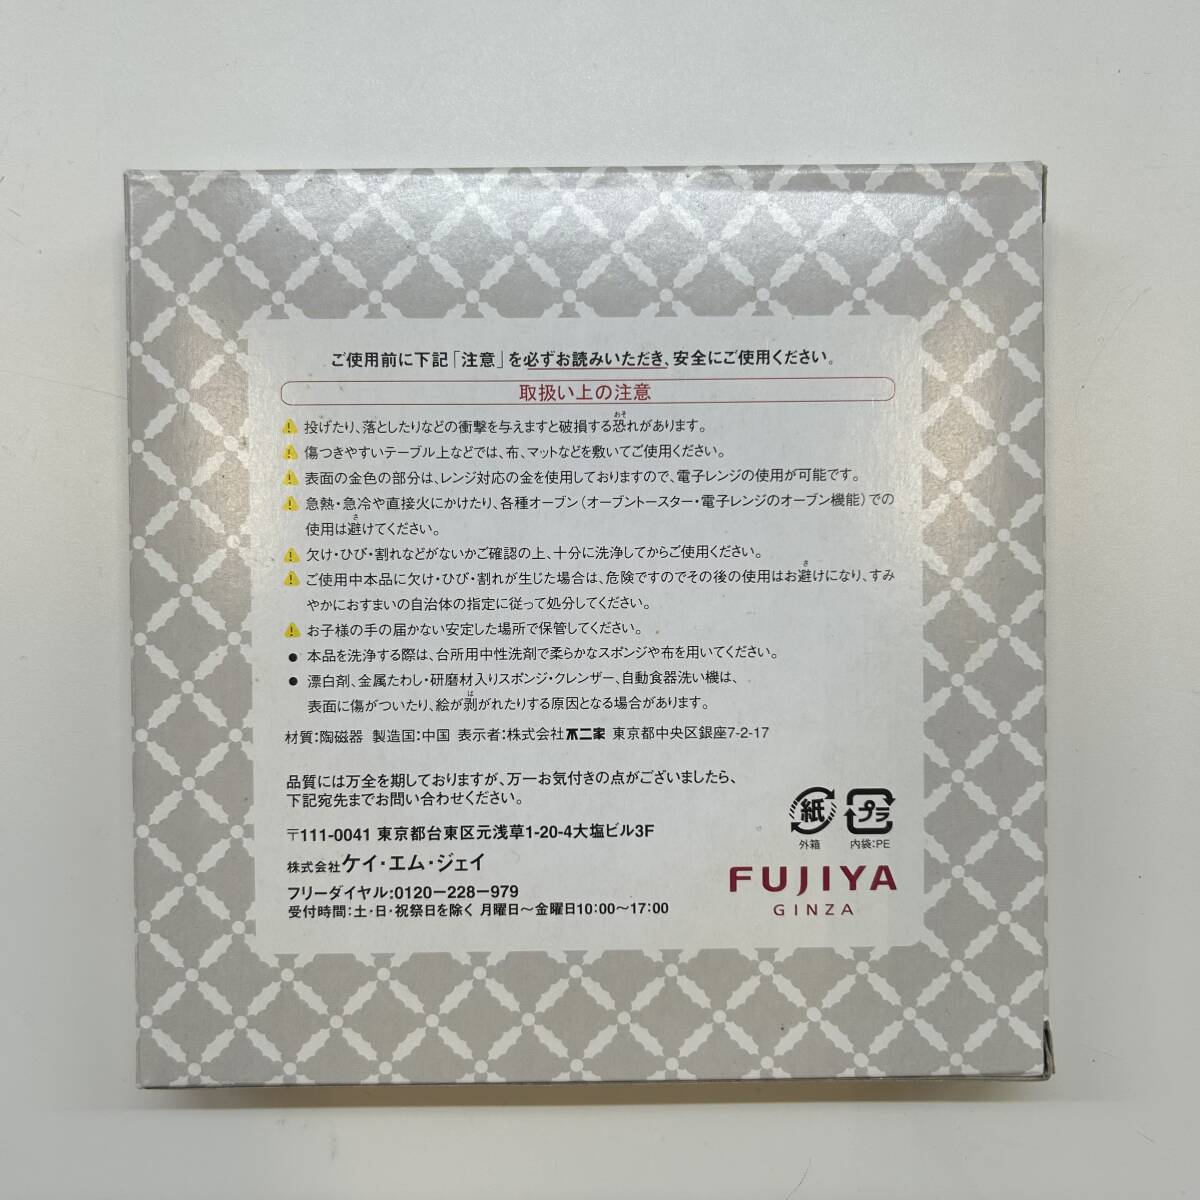 ご使用前に下記「注意」を必ずお読みいただき、安全にご使用ください。
取扱い上の注意
投げたり、落としたりなどの衝撃を与えますと破損する恐れがあります。
傷つきやすいテーブル上などでは、布、マットなどを敷いてご使用ください。
表面の金色の部分は、レンジ対応の金を使用しておりますので、電子レンジの使用が可能です。
急熱・急冷や直接火にかけたり、各種オーブン(オーブントースター・電子レンジのオーブン機能)での
使用は避けてください。
欠け・ひび・割れなどがないかご確認の上、十分に洗浄してからご使用ください。
ご使用中本品に欠け・ひび・割れが生じた場合は、危険ですのでその後の使用はお避けになり、すみ
やかにおすまいの自治体の指定に従って処分してください。
お子様の手の届かない安定した場所で保管してください。
● 本品を洗浄する際は、台所用中性洗剤で柔らかなスポンジや布を用いてください。
● 漂白剤、金属たわし・研磨材入りスポンジ・クレンザー、自動食器洗い機は、
表面に傷がついたり、絵が剥がれたりする原因となる場合があります。
材質:陶磁器 製造国:中国 表示者:株式会社不二家 東京都中央区銀座7-2-17
品質には万全を期しておりますが、万一お気付きの点がございましたら、
下記宛先までお問い合わせください。
〒111-0041 東京都台東区元浅草1-20-4大塩ビル3F
株式会社ケイ・エム・ジェイ
フリーダイヤル:0120-228-979
受付時間:土・日・祝祭日を除く 月曜日〜金曜日10:00〜17:00
紙 プラ
外箱 内袋:PE
FUJIYA
GINZA